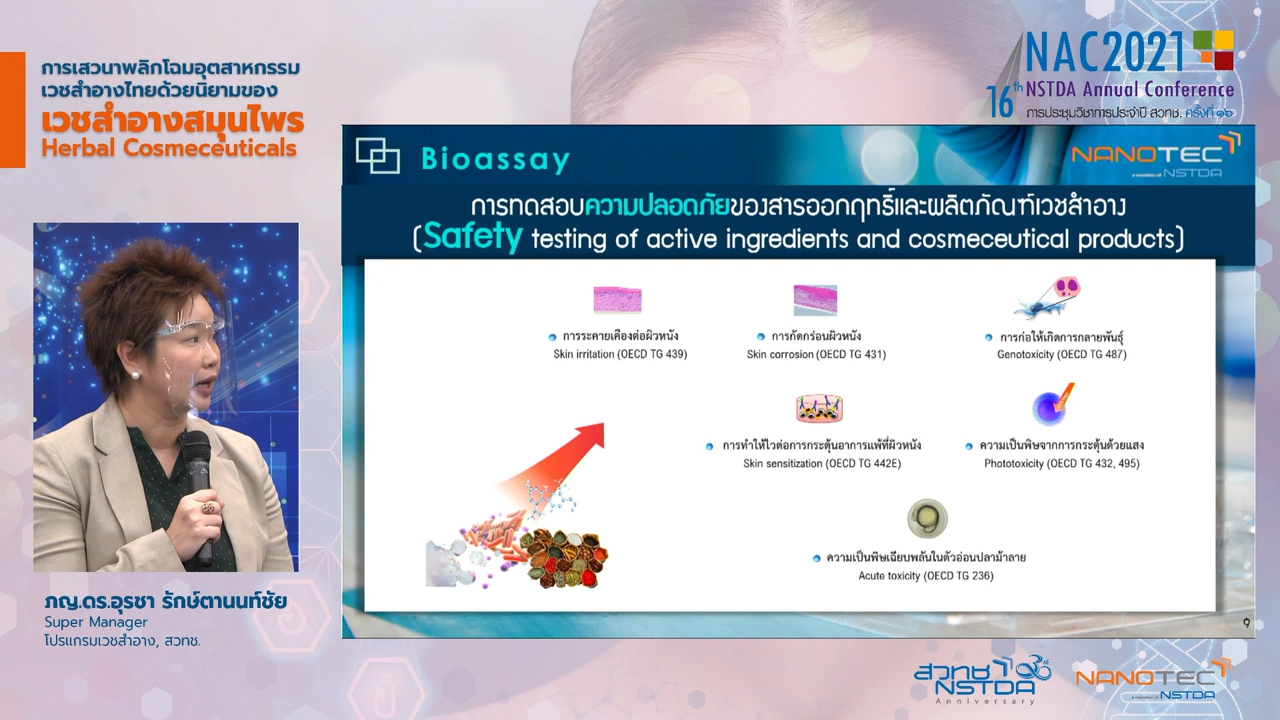 การเสวนาพลิกโฉมอุตสาหกรรม
เวชสำอางไทยด้วยนิยามของ
เวชสำอางสมุนไพร
Herbal Cosmeceuticals
NAC2021
16th NSTDA Annual Conference
การประชุมวิชาการประจำปี สวทช. ครั้งที่ ๑๖
Bioassay
NANOTEC
a member of NSTDA
การทดสอบความปลอดภัยของสารออกฤทธิ์และผลิตภัณฑ์เวชสำอาง
(Safety testing of active ingredients and cosmeceutical products)
การระคายเคืองต่อผิวหนัง
Skin irritation (OECD TG 439)
การกัดกร่อนผิวหนัง
Skin corrosion (OECD TG 431)
การก่อให้เกิดการกลายพันธุ์
Genotoxicity (OECD TG 487)
การทำให้ไวต่อการกระตุ้นอาการแพ้ที่ผิวหนัง
Skin sensitization (OECD TG 442E)
ความเป็นพิษจากการกระตุ้นด้วยแสง
Phototoxicity (OECD TG 432, 495)
ความเป็นพิษเฉียบพลันในตัวอ่อนปลาม้าลาย
Acute toxicity (OECD TG 236)
9
ภญ.ดร.อุรชา รักษ์ตานนท์ชัย
Super Manager
โปรแกรมเวชสำอาง, สวทช.
สวทช
NSTDA
Anniversary
NANOTEC
a member of NSTDA